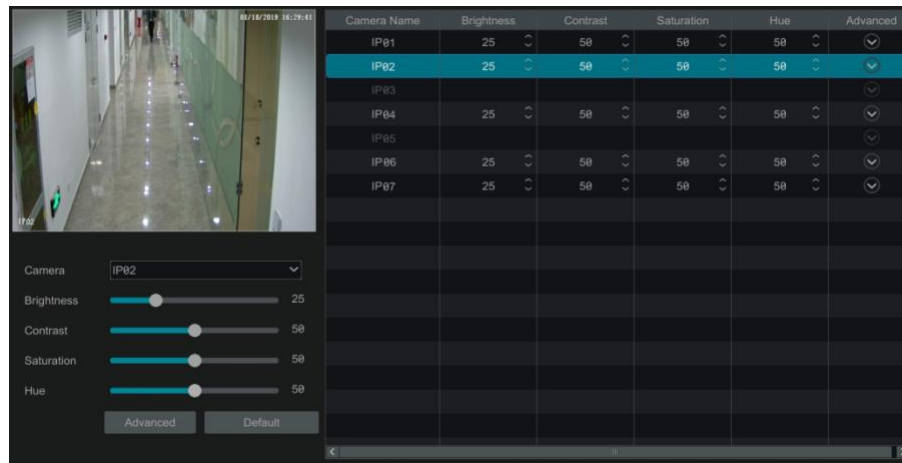 03/18/2019 16:29:41
IP02
Camera IP02
Brightness 25
Contrast 50
Saturation 50
Hue 50
Advanced Default
Camera Name Brightness Contrast Saturation Hue Advanced
IP01 25 50 50 50
IP02 25 50 50 50
IP03
IP04 25 50 50 50
IP05
IP06 25 50 50 50
IP07 25 50 50 50